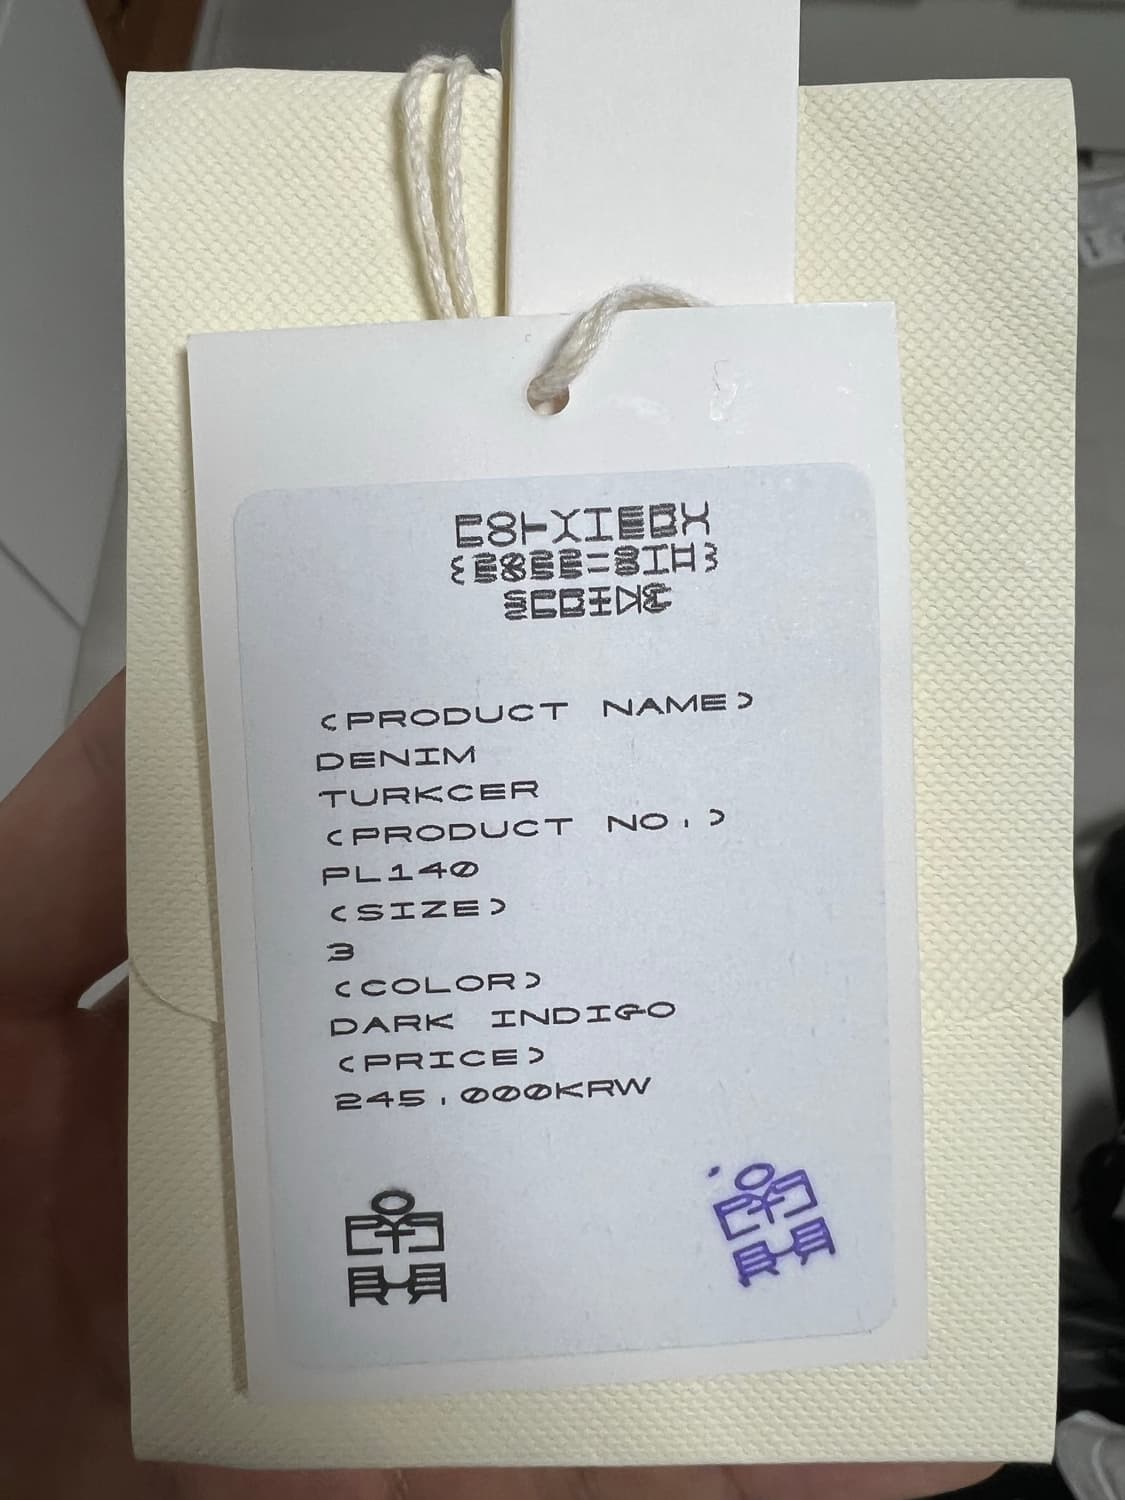 <PRODUCT NAME>
DENIM
TURKCER
<PRODUCT NO.>
PL140
<SIZE>
3
<COLOR>
DARK INDIGO
<PRICE>
245,000KRW